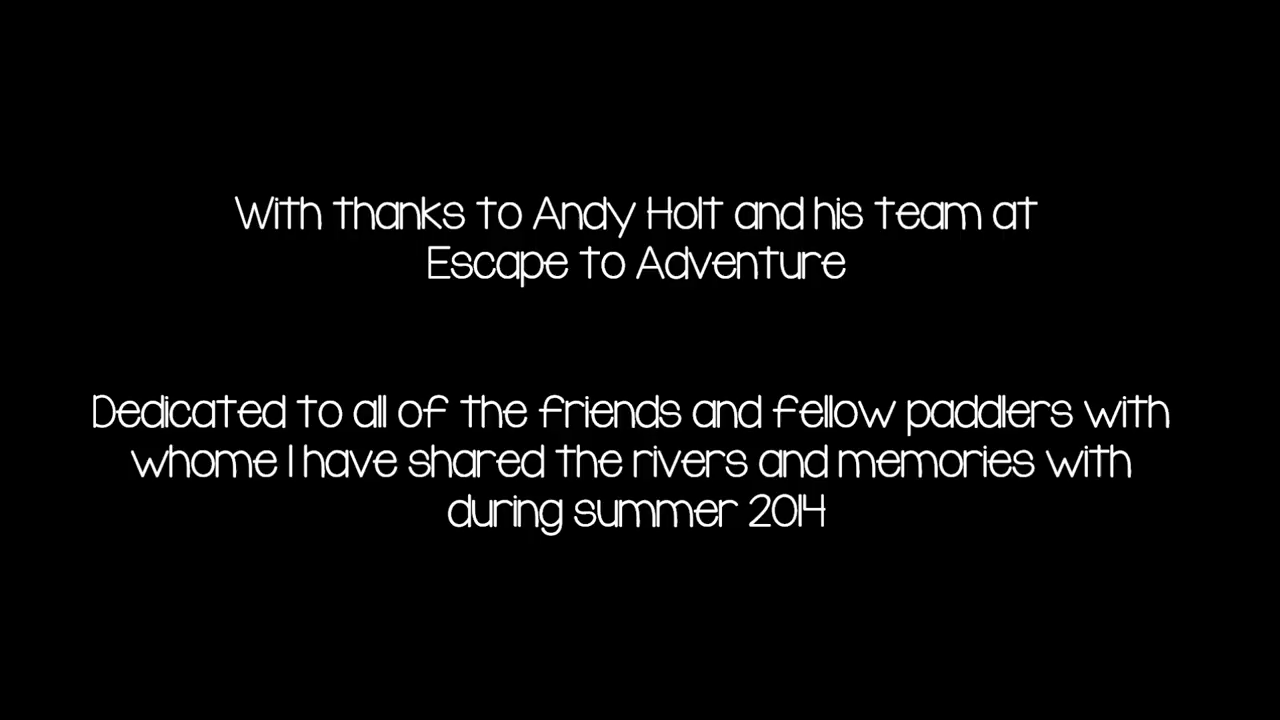 With thanks to Andy Holt and his team at
Escape to Adventure
Dedicated to all of the friends and fellow paddlers with
whome I have shared the rivers and memories with
during summer 2014